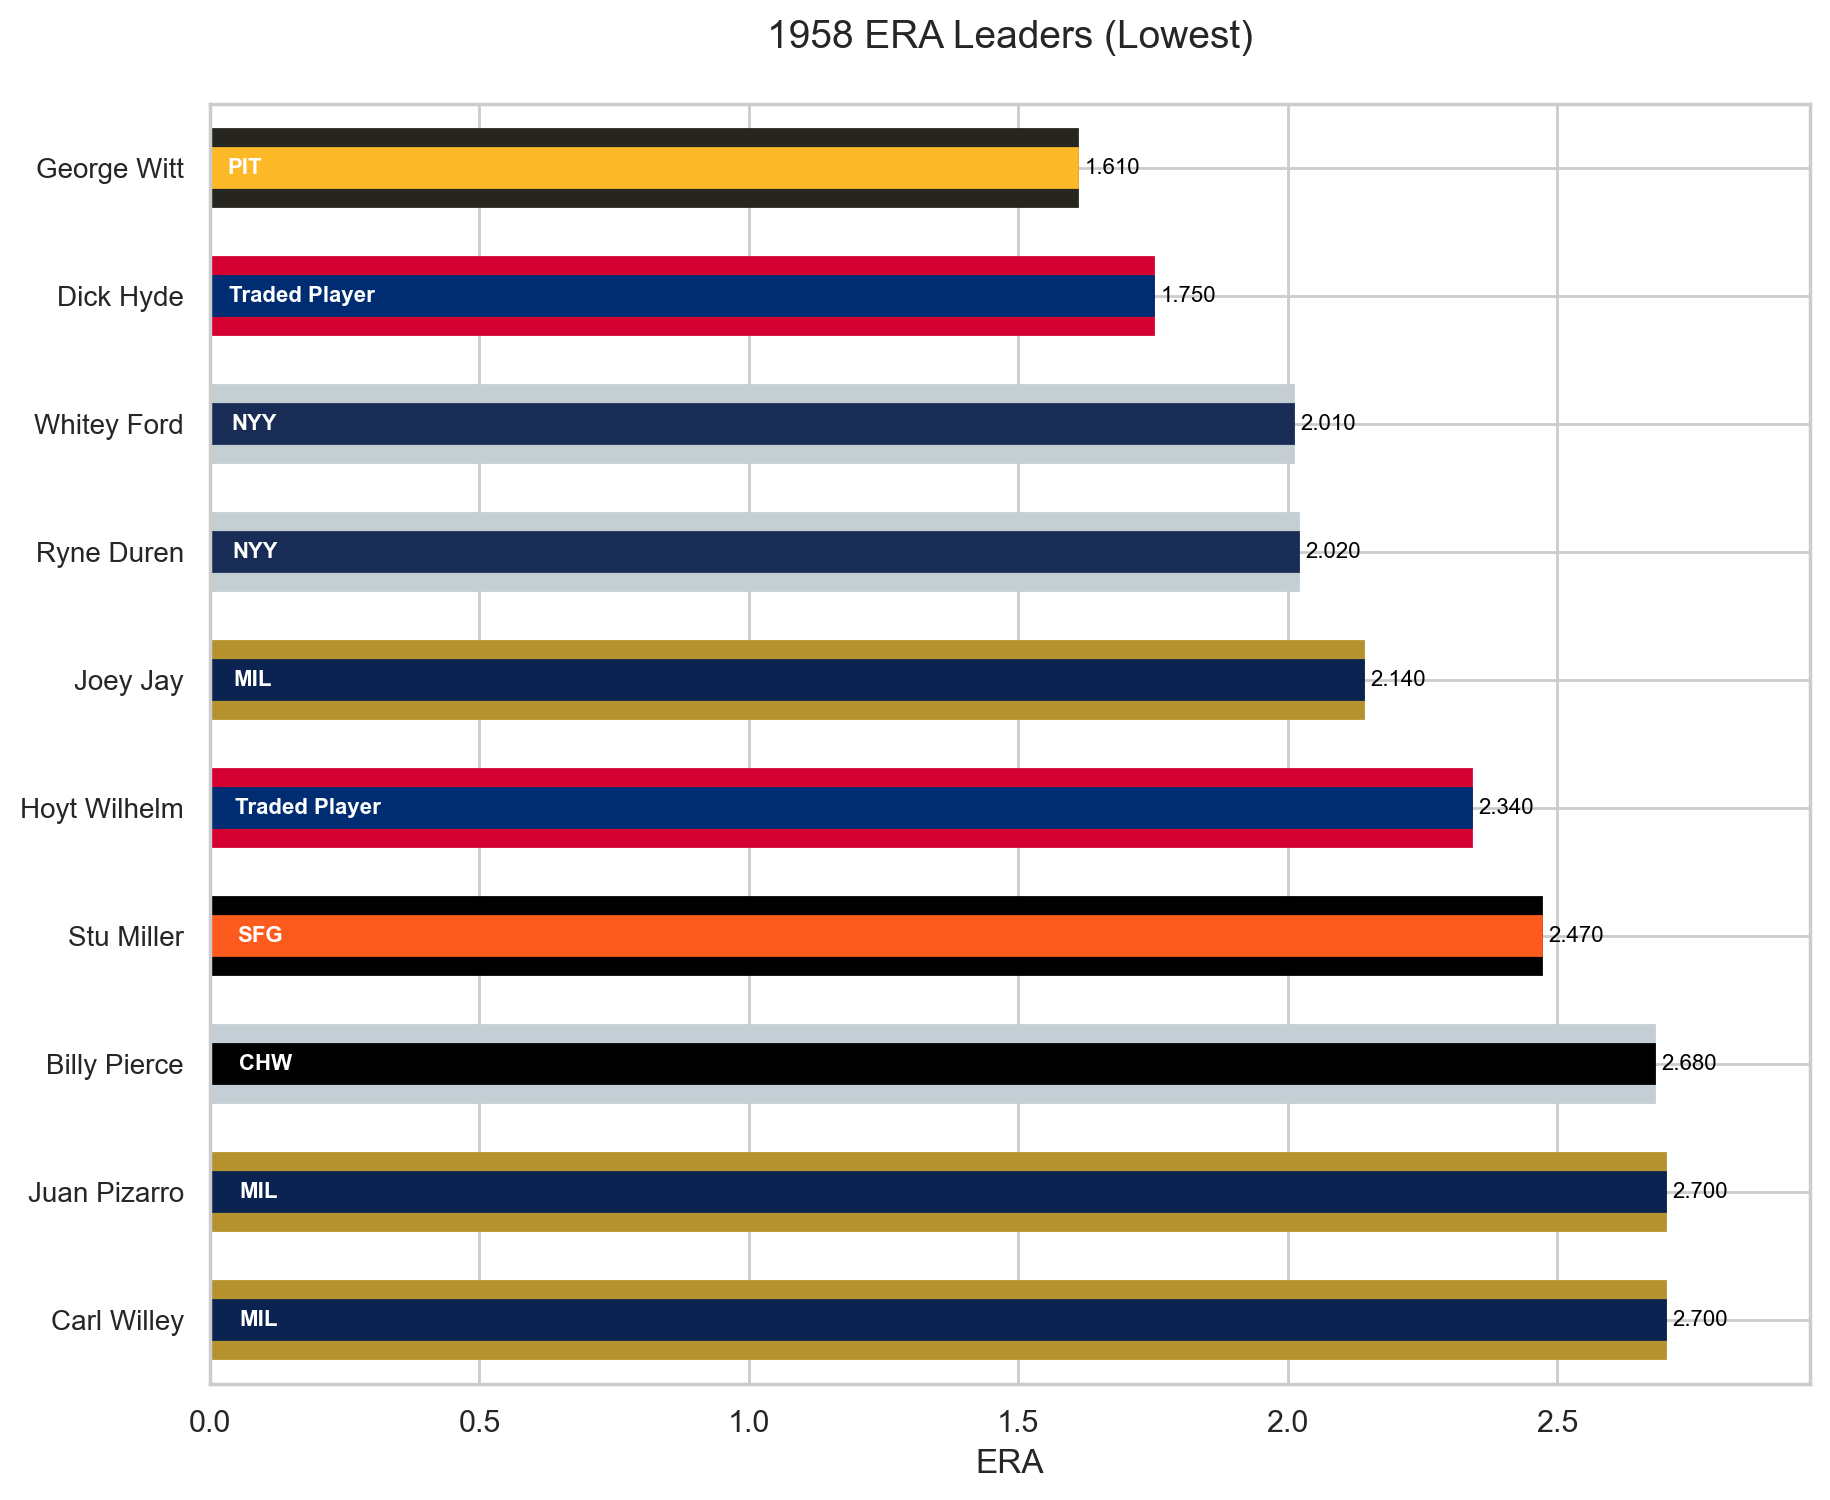 1958 ERA Leaders (Lowest)
George Witt PIT 1.610
Dick Hyde Traded Player 1.750
Whitey Ford NYY 2.010
Ryne Duren NYY 2.020
Joey Jay MIL 2.140
Hoyt Wilhelm Traded Player 2.340
Stu Miller SFG 2.470
Billy Pierce CHW 2.680
Juan Pizarro MIL 2.700
Carl Willey MIL 2.700
0.0 0.5 1.0 1.5 2.0 2.5
ERA